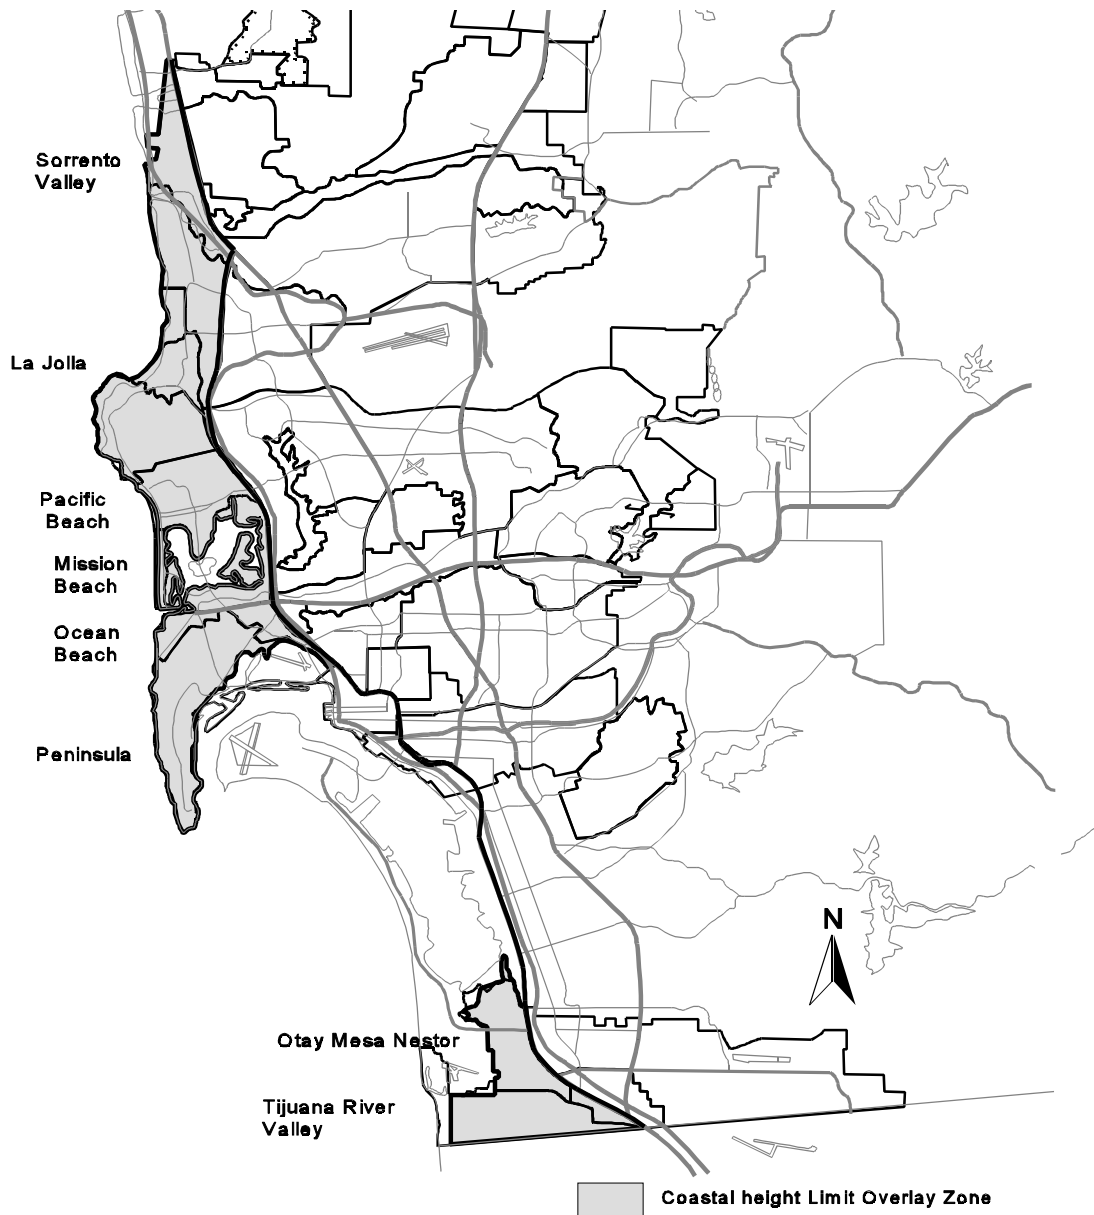 Sorrento
Valley
La Jolla
Pacific
Beach
Mission
Beach
Ocean
Beach
Peninsula
N
Otay Mesa Nestor
Tijuana River
Valley
Coastal height Limit Overlay Zone